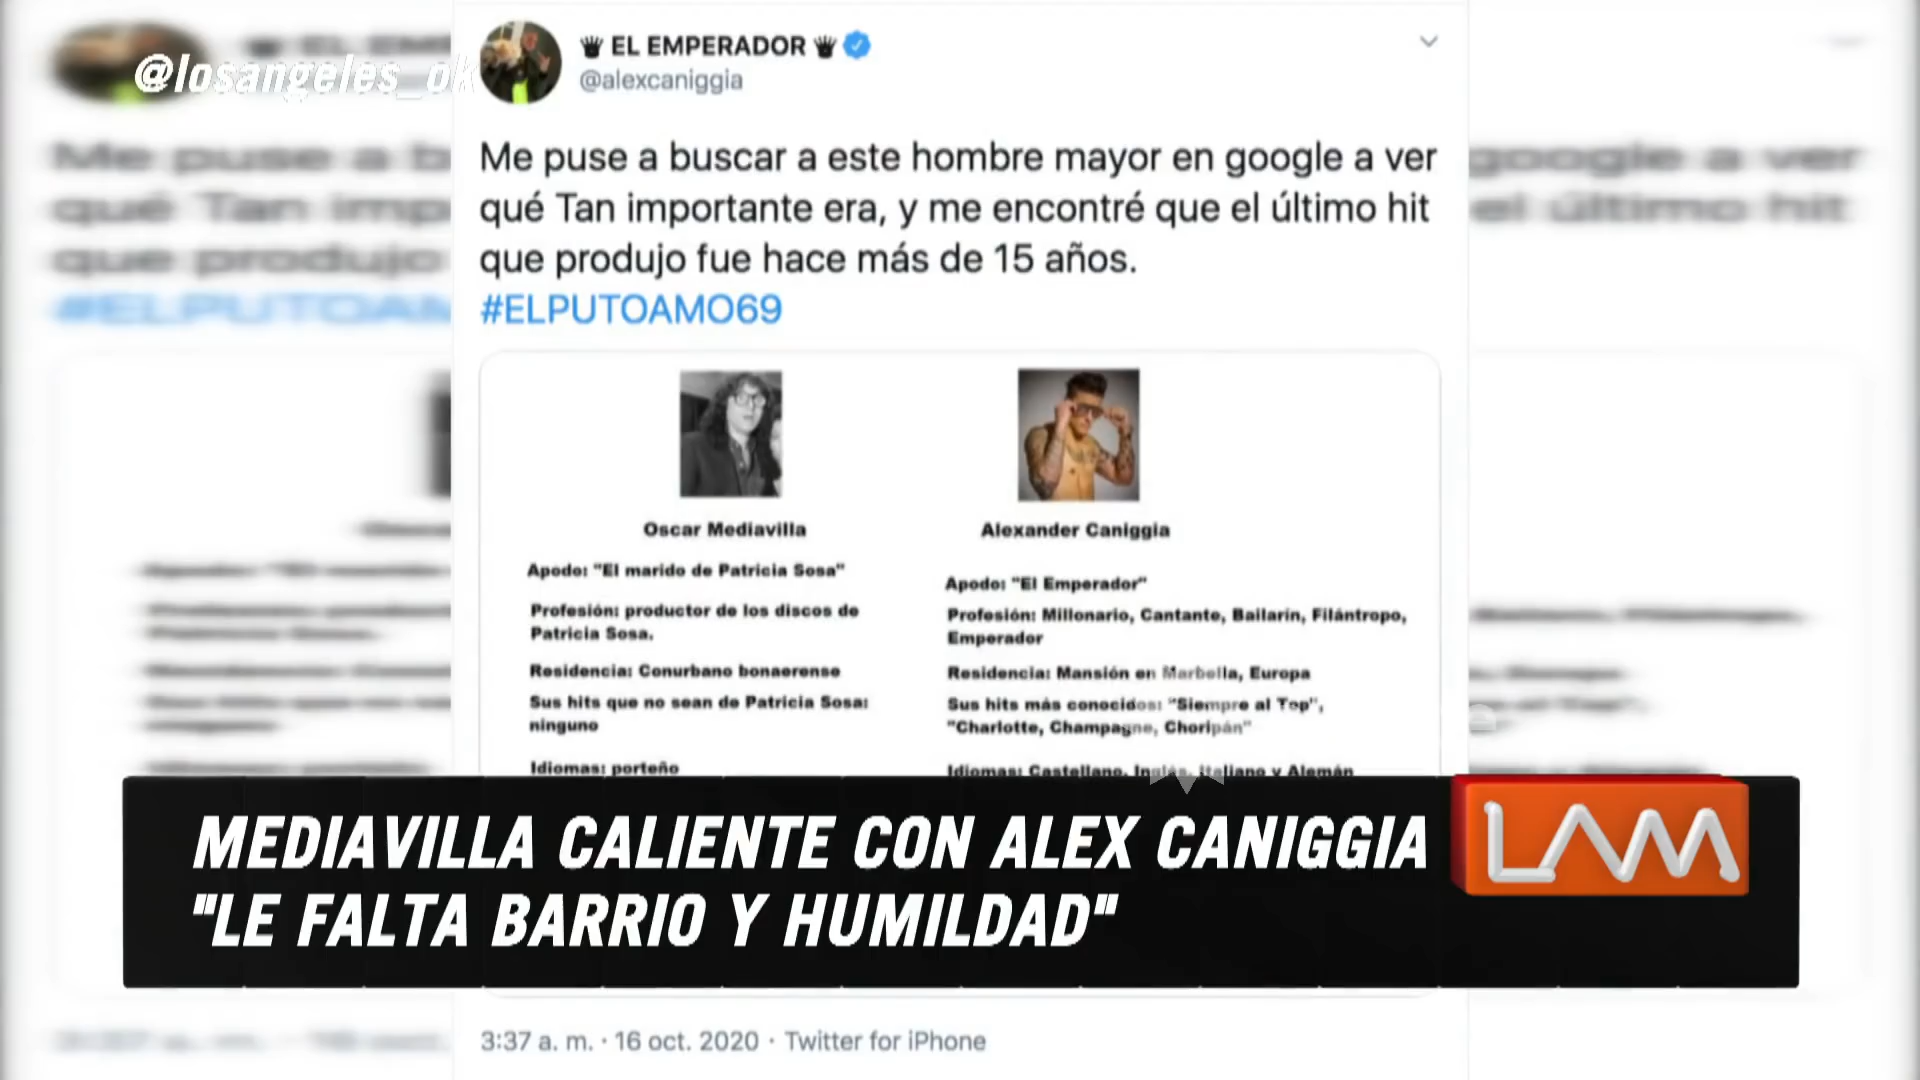 @losangeles_ok
♛ EL EMPERADOR ♛
@alexcaniggia
Me puse a buscar a este hombre mayor en google a ver
qué Tan importante era, y me encontré que el último hit
que produjo fue hace más de 15 años.
#ELPUTOAMO69
Oscar Mediavilla
Apodo: "El marido de Patricia Sosa"
Profesión: productor de los discos de
Patricia Sosa.
Residencia: Conurbano bonaerense
Sus hits que no sean de Patricia Sosa:
ninguno
Idiomas: porteño
Alexander Caniggia
Apodo: "El Emperador"
Profesión: Millonario, Cantante, Bailarín, Filántropo,
Emperador
Residencia: Mansión en Marbella, Europa
Sus hits más conocidos: "Siempre al Top",
"Charlotte, Champagne, Choripán"
Idiomas: Castellano, Inglés, Italiano y Alemán
MEDIAVILLA CALIENTE CON ALEX CANIGGIA
"LE FALTA BARRIO Y HUMILDAD"
LAM
3:37 a. m. · 16 oct. 2020 · Twitter for iPhone